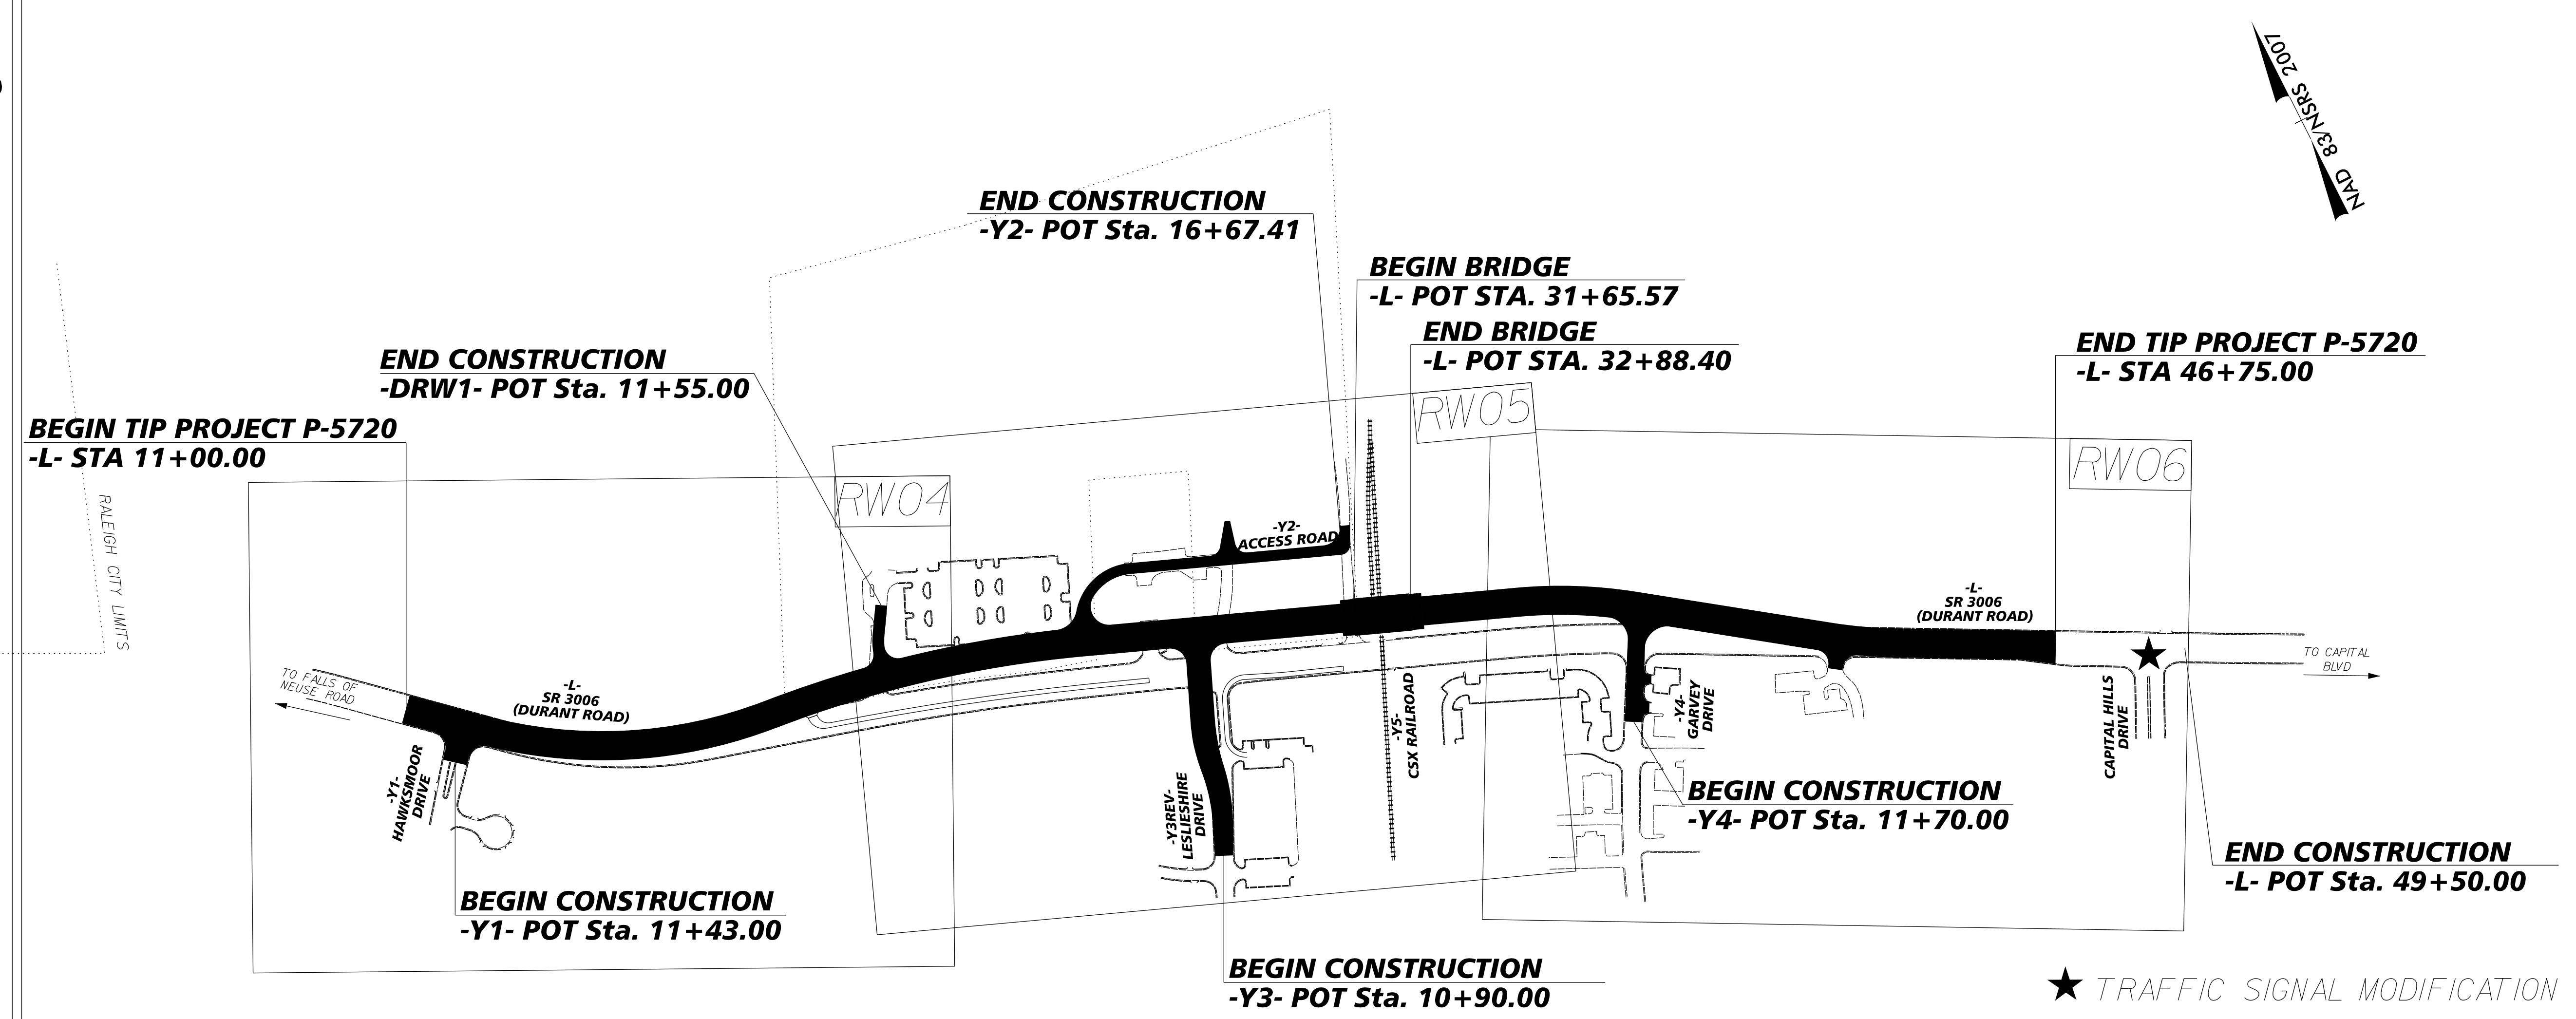 NAD 83/NSRS 2007
END CONSTRUCTION
-Y2- POT Sta. 16+67.41
BEGIN BRIDGE
-L- POT STA. 31+65.57
END BRIDGE
-L- POT STA. 32+88.40
END TIP PROJECT P-5720
-L- STA 46+75.00
END CONSTRUCTION
-DRW1- POT Sta. 11+55.00
BEGIN TIP PROJECT P-5720
-L- STA 11+00.00
RALEIGH CITY LIMITS
RW04
RW05
RW06
-Y2-
ACCESS ROAD
-L-
SR 3006
(DURANT ROAD)
TO FALLS OF
NEUSE ROAD
-L-
SR 3006
(DURANT ROAD)
TO CAPITAL
BLVD
-Y1-
HAWKSMOOR
DRIVE
-Y3REV-
LESLIESHIRE
DRIVE
-Y5-
CSX RAILROAD
-Y4-
GARVEY
DRIVE
CAPITAL HILLS
DRIVE
BEGIN CONSTRUCTION
-Y4- POT Sta. 11+70.00
END CONSTRUCTION
-L- POT Sta. 49+50.00
BEGIN CONSTRUCTION
-Y1- POT Sta. 11+43.00
BEGIN CONSTRUCTION
-Y3- POT Sta. 10+90.00
★ TRAFFIC SIGNAL MODIFICATION